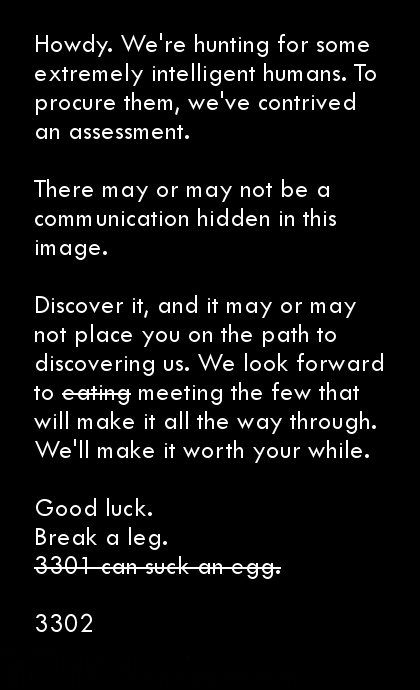 Howdy. We're hunting for some
extremely intelligent humans. To
procure them, we've contrived
an assessment.
There may or may not be a
communication hidden in this
image.
Discover it, and it may or may
not place you on the path to
discovering us. We look forward
to eating meeting the few that
will make it all the way through.
We'll make it worth your while.
Good luck.
Break a leg.
3301 can suck an egg.
3302